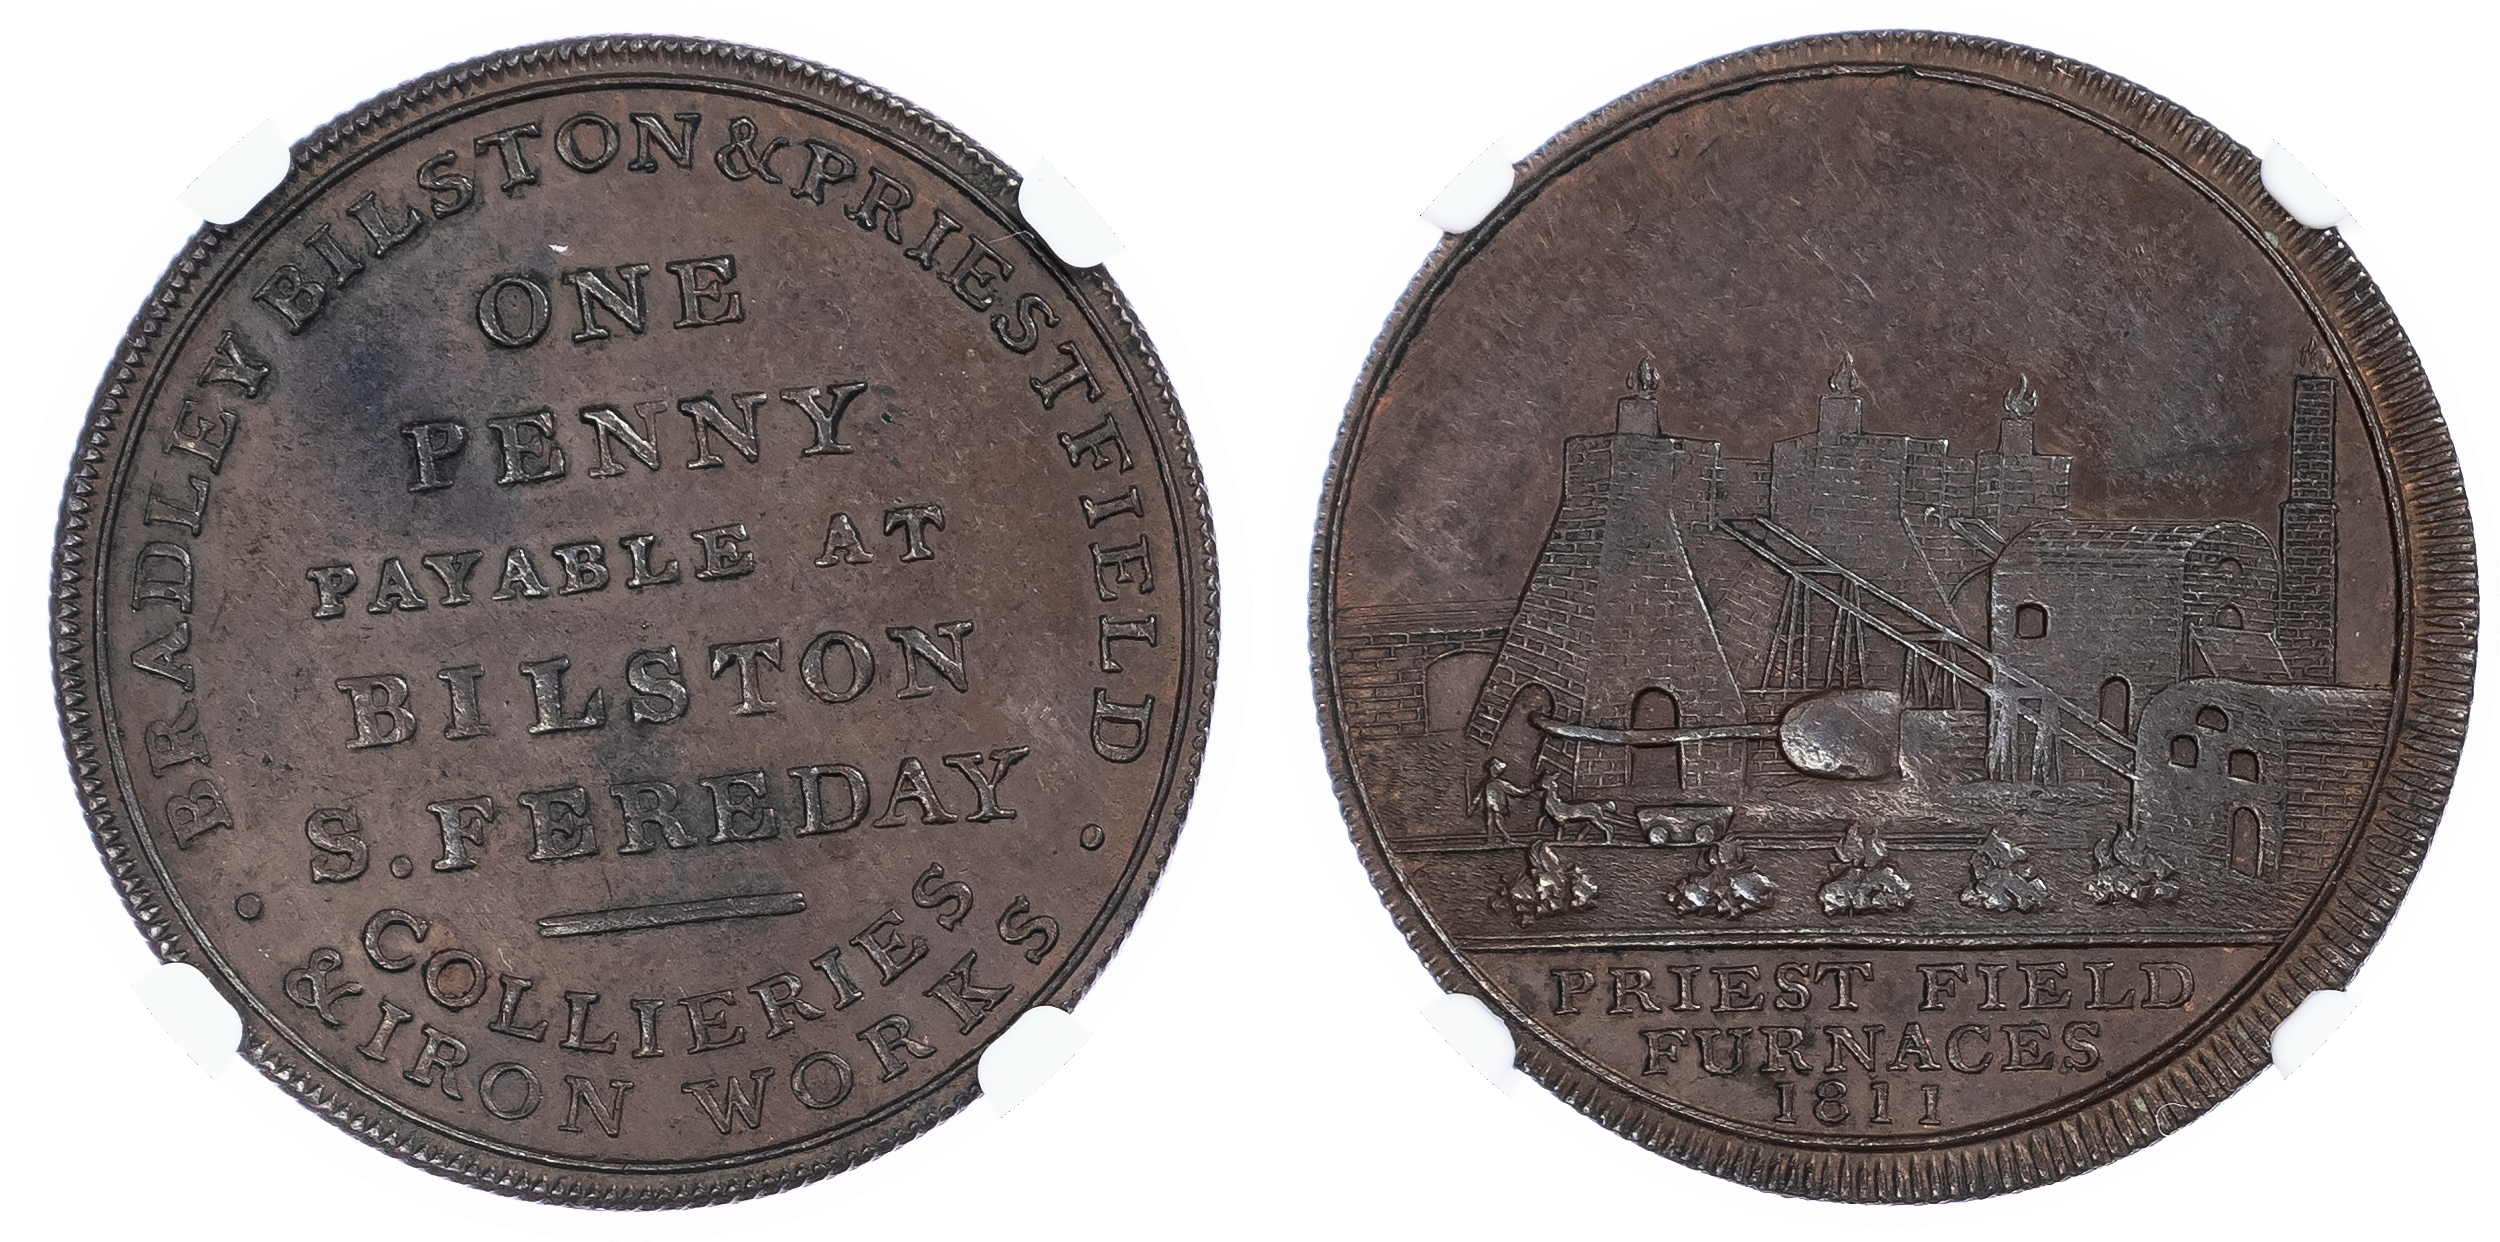 BRADLEY BILSTON & PRIESTFIELD
ONE
PENNY
PAYABLE AT
BILSTON
S. FEREDAY
COLLIERIES
& IRON WORKS
PRIEST FIELD
FURNACES
1811